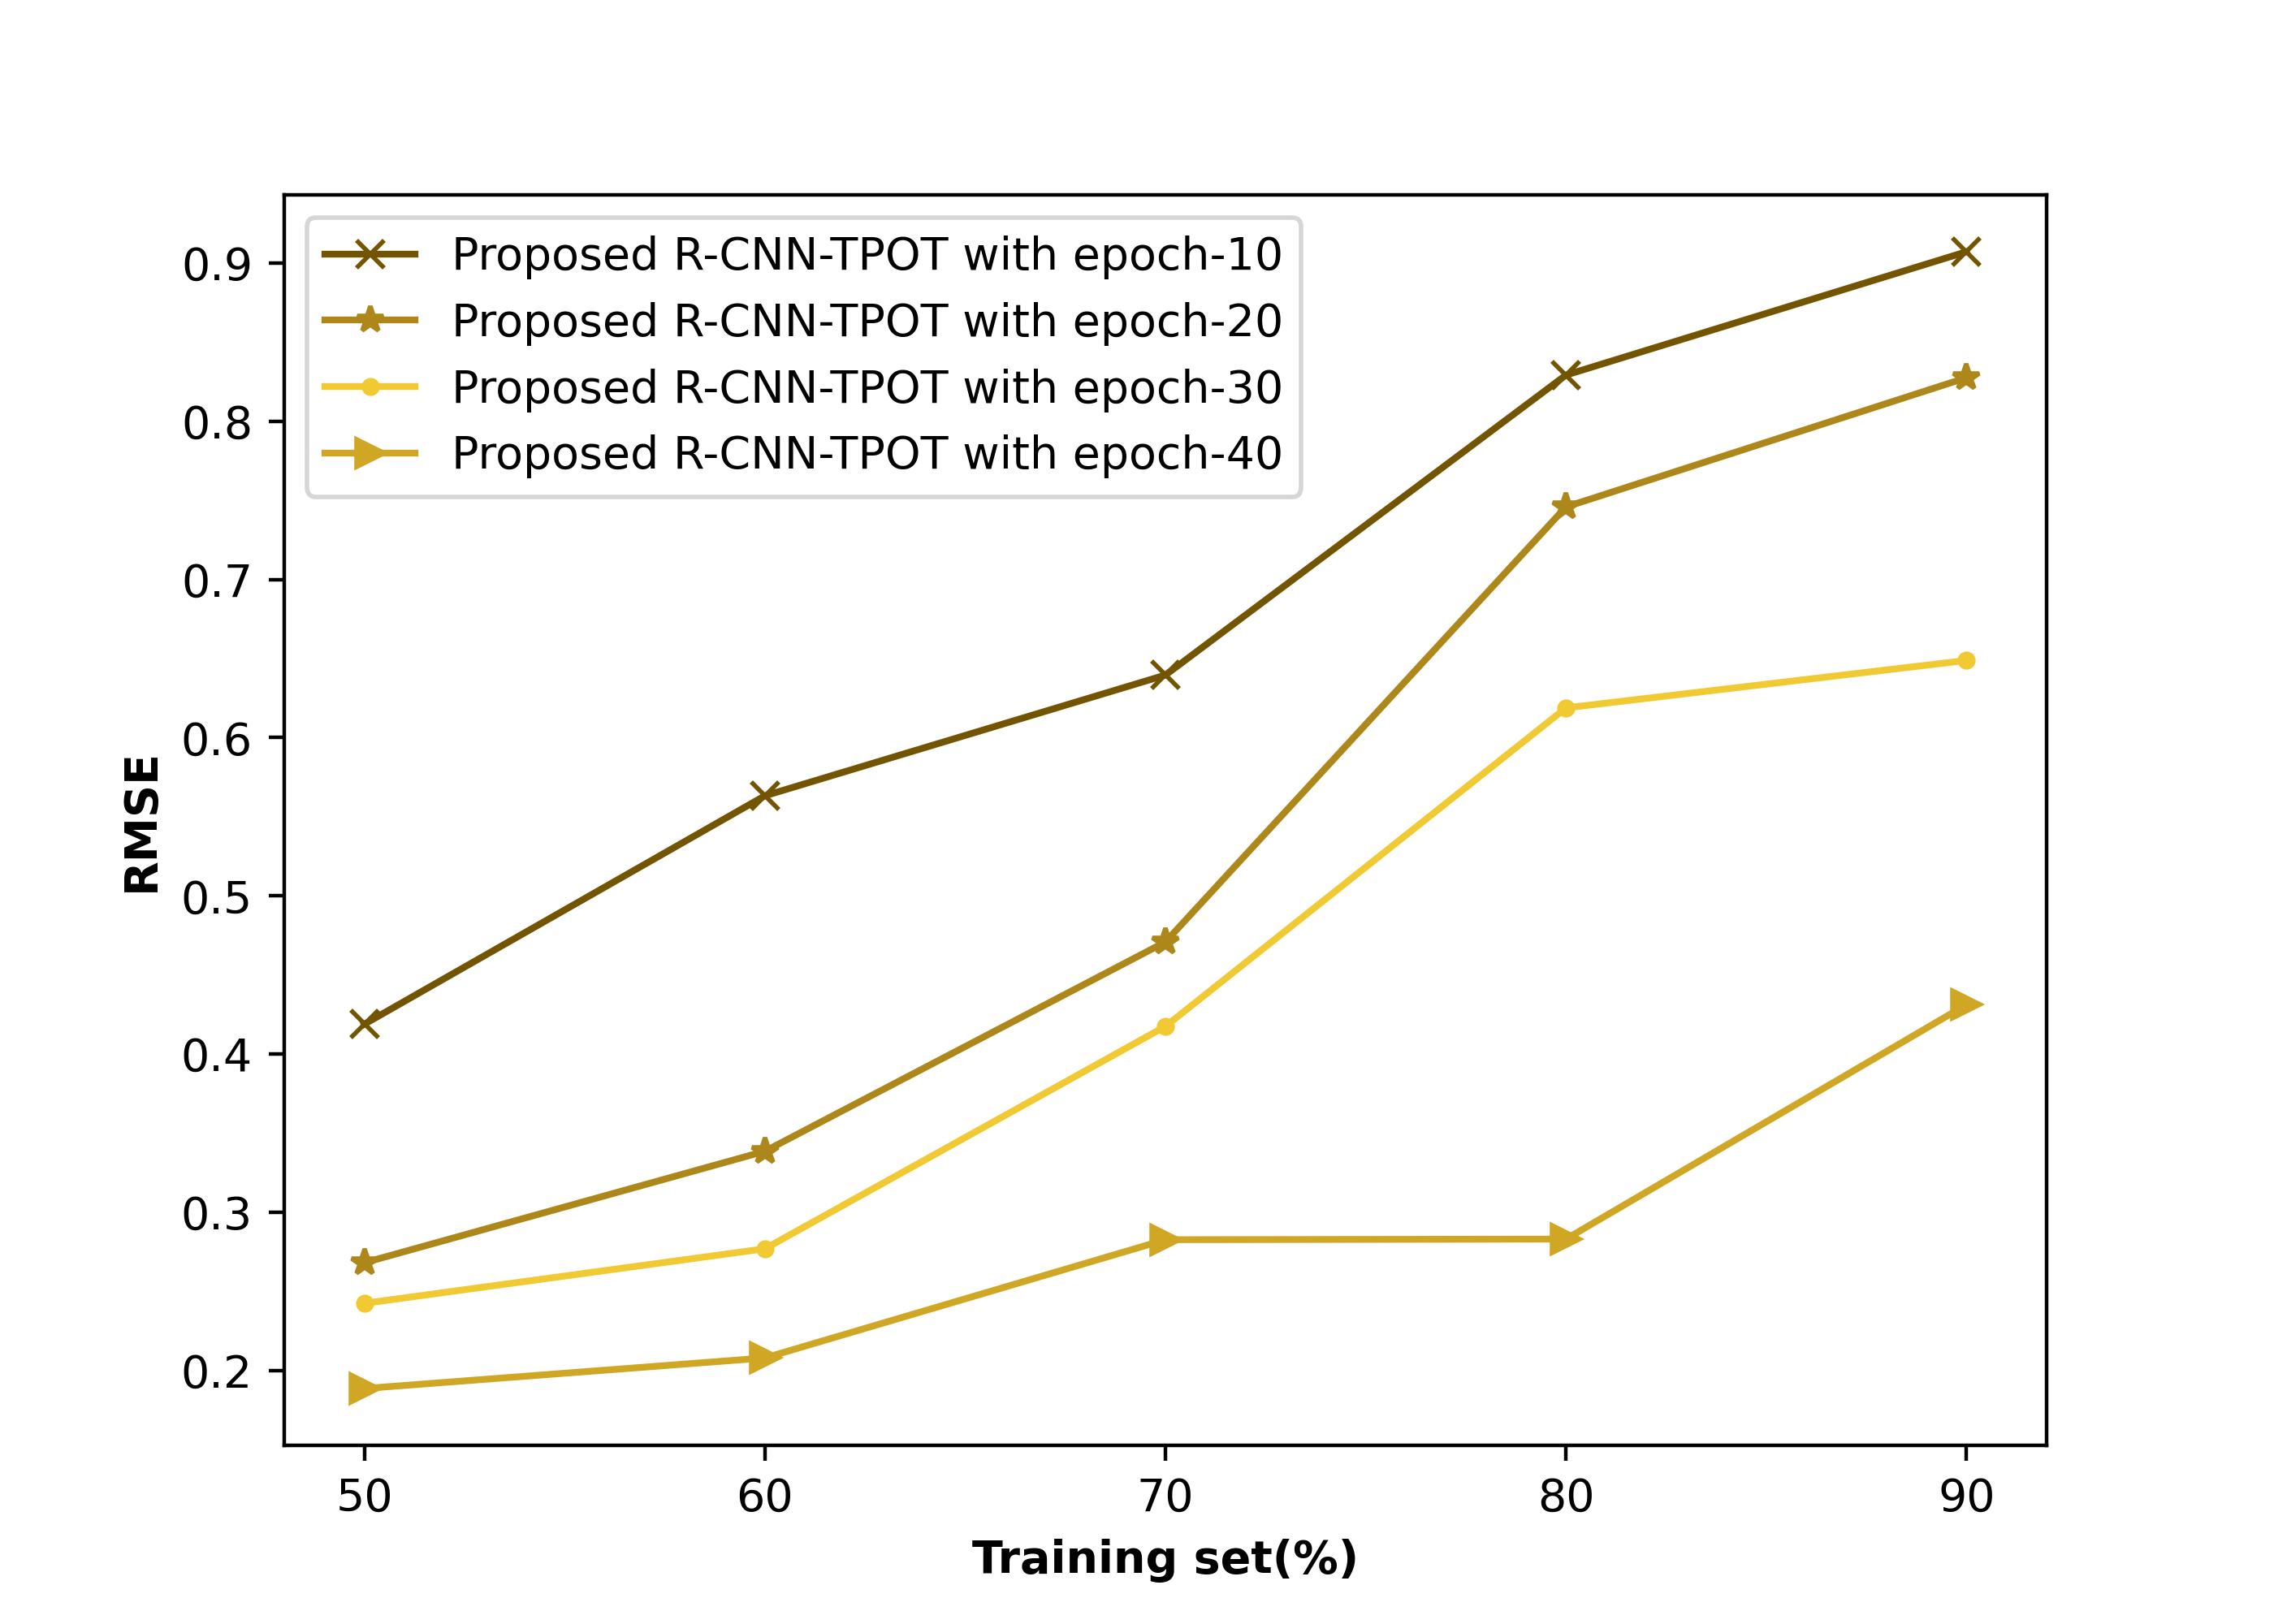 Proposed R-CNN-TPOT with epoch-10
Proposed R-CNN-TPOT with epoch-20
Proposed R-CNN-TPOT with epoch-30
Proposed R-CNN-TPOT with epoch-40
0.9
0.8
0.7
0.6
0.5
0.4
0.3
0.2
RMSE
50 60 70 80 90
Training set(%)